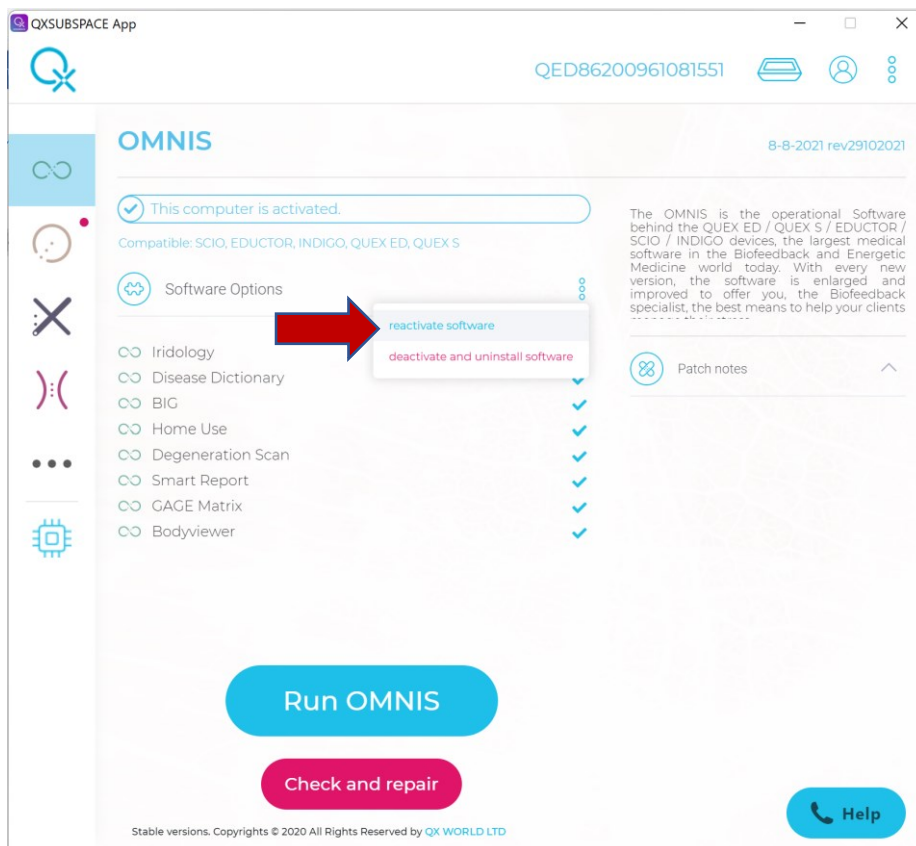 QXSUBSPACE App
QX
QED86200961081551
OMNIS
8-8-2021 rev29102021
This computer is activated.
Compatible: SCIO, EDUCTOR, INDIGO, QUEX ED, QUEX S
Software Options
reactivate software
deactivate and uninstall software
Iridology
Disease Dictionary
BIG
Home Use
Degeneration Scan
Smart Report
GAGE Matrix
Bodyviewer
The OMNIS is the operational Software
behind the QUEX ED / QUEX S / EDUCTOR /
SCIO / INDIGO devices, the largest medical
software in the Biofeedback and Energetic
Medicine world today. With every new
version, the software is enlarged and
improved to offer you, the Biofeedback
specialist, the best means to help your clients
Patch notes
Run OMNIS
Check and repair
Help
Stable versions. Copyrights © 2020 All Rights Reserved by QX WORLD LTD